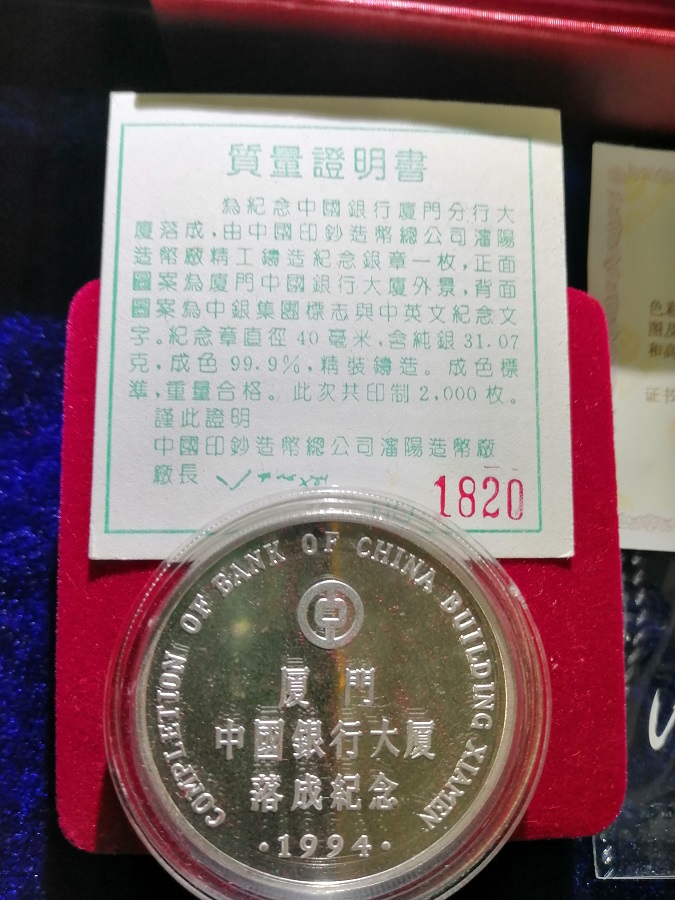 質量證明書
為紀念中國銀行廈門分行大
廈落成,由中國印鈔造幣總公司瀋陽
造幣廠精工鑄造紀念銀章一枚,正面
圖案為廈門中國銀行大廈外景,背面
圖案為中銀集團標志與中英文紀念文
字。紀念章直徑40毫米,含純銀31.07
克,成色99.9%,精裝鑄造。成色標
準,重量合格。此次共印制2,000枚。
謹此證明
中國印鈔造幣總公司瀋陽造幣廠
廠長
1820
COMPLETION OF BANK OF CHINA BUILDING XIAMEN
廈門
中國銀行大廈
落成紀念
·1994·
色彩
图及
和高
证书